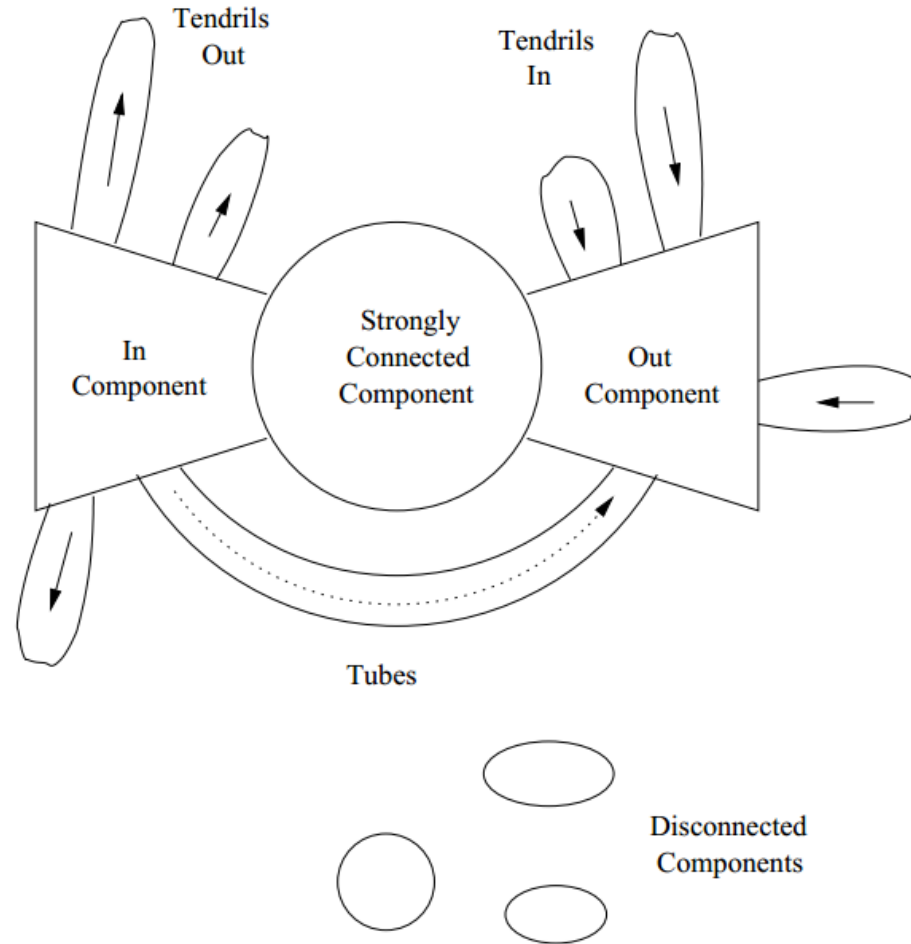 Tendrils
Out
Tendrils
In
In
Component
Strongly
Connected
Component
Out
Component
Tubes
Disconnected
Components